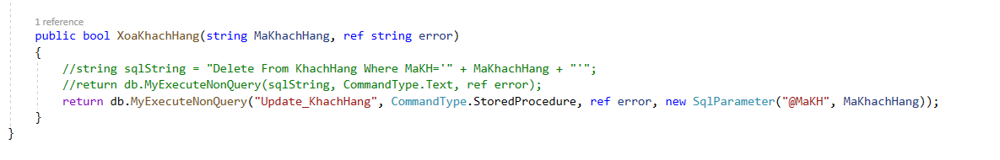 1 reference
public bool XoaKhachHang(string MaKhachHang, ref string error)
{
//string sqlString = "Delete From KhachHang Where MaKH='" + MaKhachHang + "'";
//return db.MyExecuteNonQuery(sqlString, CommandType.Text, ref error);
return db.MyExecuteNonQuery("Update_KhachHang", CommandType.StoredProcedure, ref error, new SqlParameter("@MaKH", MaKhachHang));
}
}